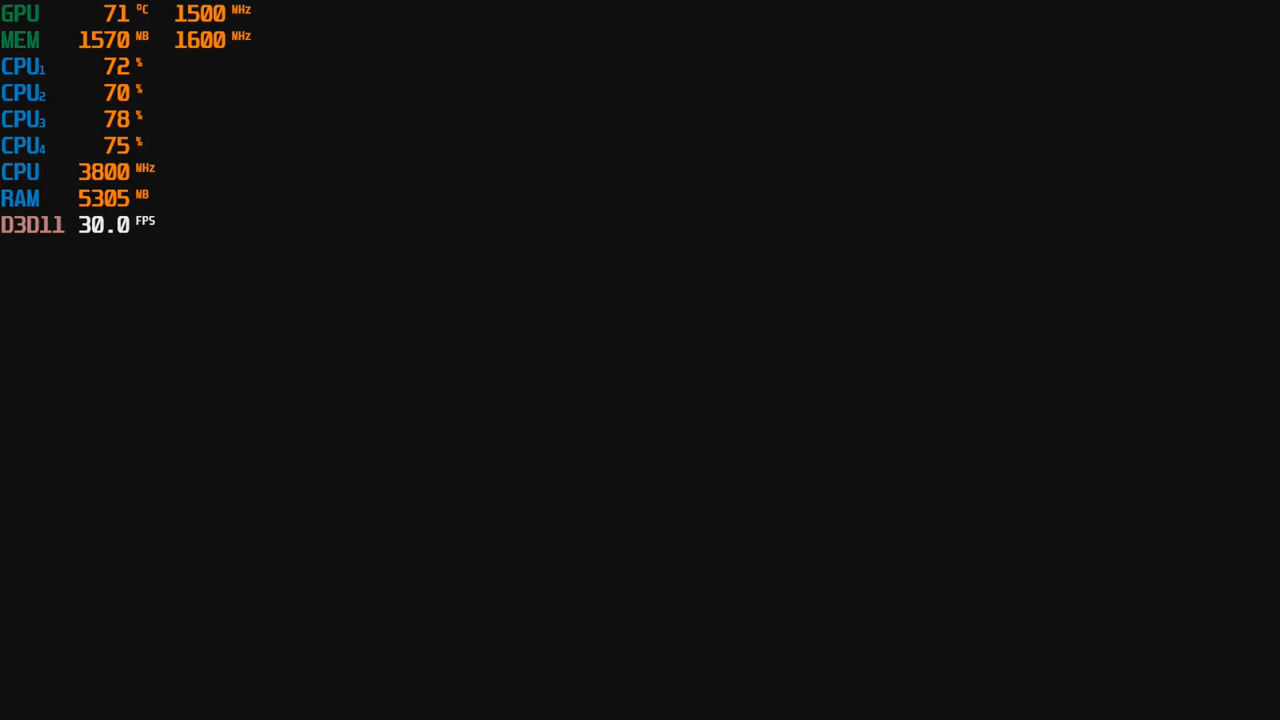 GPU 71 °C 1500 MHz
MEM 1570 MB 1600 MHz
CPU1 72 %
CPU2 70 %
CPU3 78 %
CPU4 75 %
CPU 3800 MHz
RAM 5305 MB
D3D11 30.0 FPS